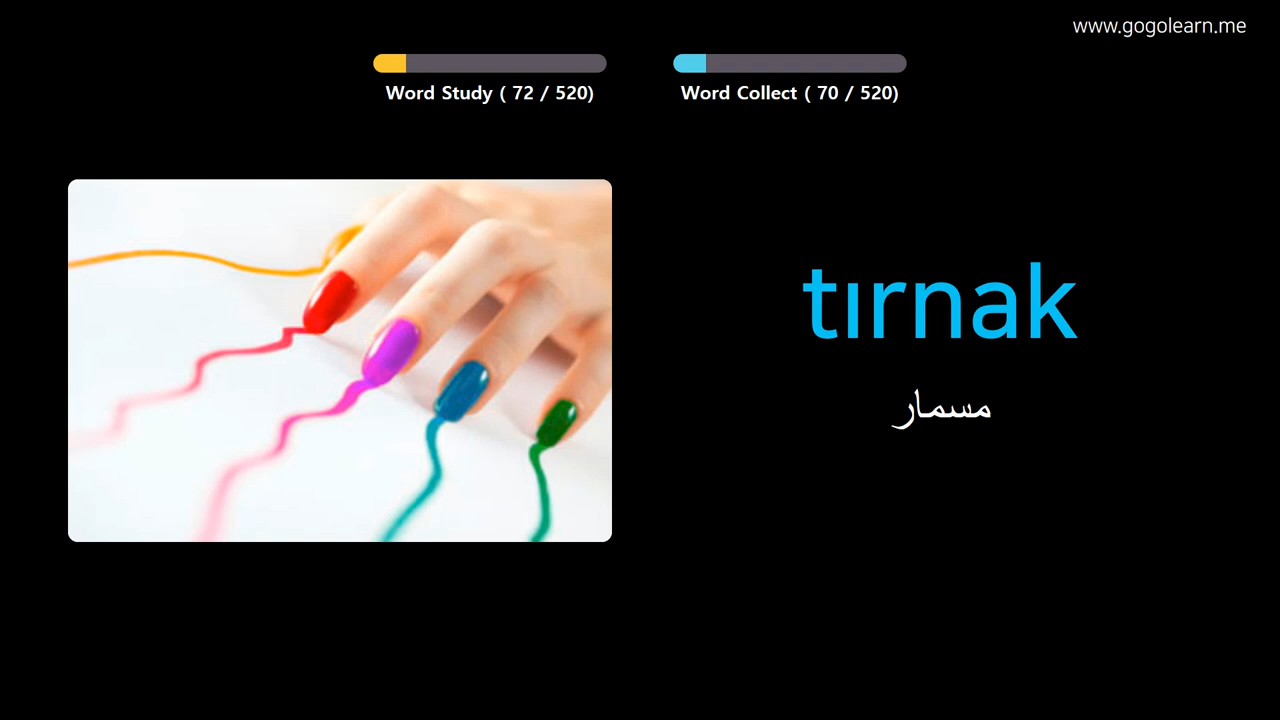 www.gogolearn.me
Word Study ( 72 / 520)
Word Collect ( 70 / 520)
tırnak
مسمار